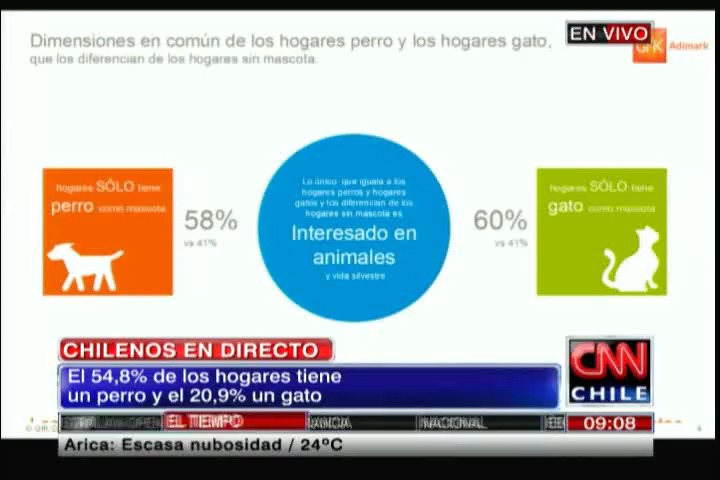 EN VIVO
Dimensiones en común de los hogares perro y los hogares gato,
que los diferencian de los hogares sin mascota.
GfK Adimark
hogares SÓLO tiene
perro como mascota
58%
vs 41%
Lo único que iguala a los
hogares perros y hogares
gatos y los diferencian de los
hogares sin mascota es
Interesado en
animales
y vida silvestre
60%
vs 41%
hogares SÓLO tiene
gato como mascota
CHILENOS EN DIRECTO
El 54,8% de los hogares tiene
un perro y el 20,9% un gato
CNN
CHILE
EL TIEMPO
NACIONAL
09:08
4
Arica: Escasa nubosidad / 24ºC